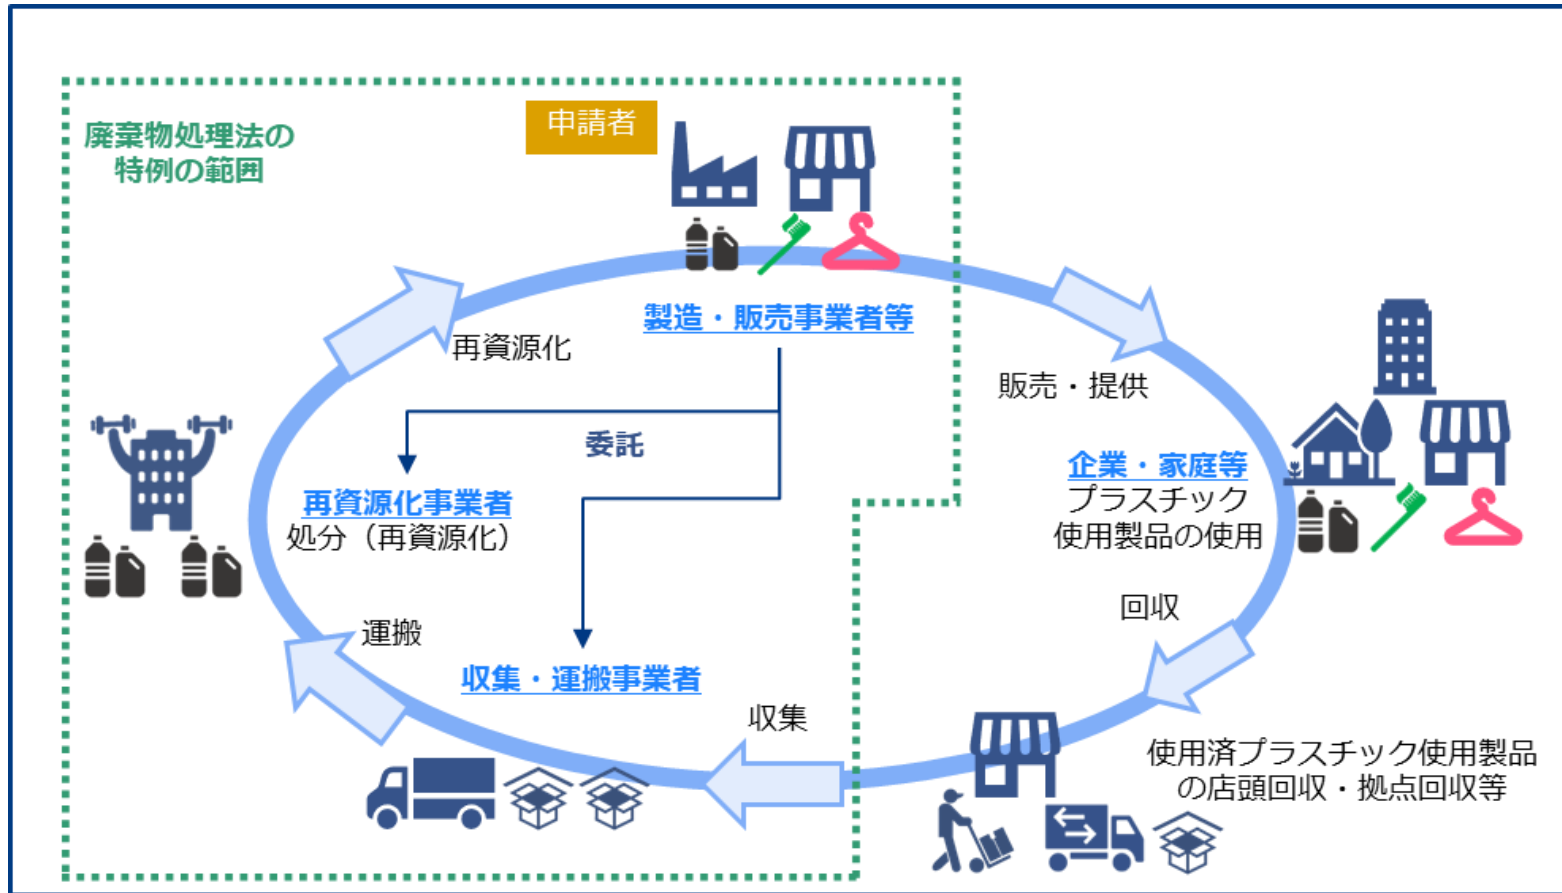 廃棄物処理法の
特例の範囲
申請者
製造・販売事業者等
再資源化
販売・提供
委託
企業・家庭等
プラスチック
使用製品の使用
再資源化事業者
処分（再資源化）
回収
運搬
収集・運搬事業者
収集
使用済プラスチック使用製品
の店頭回収・拠点回収等